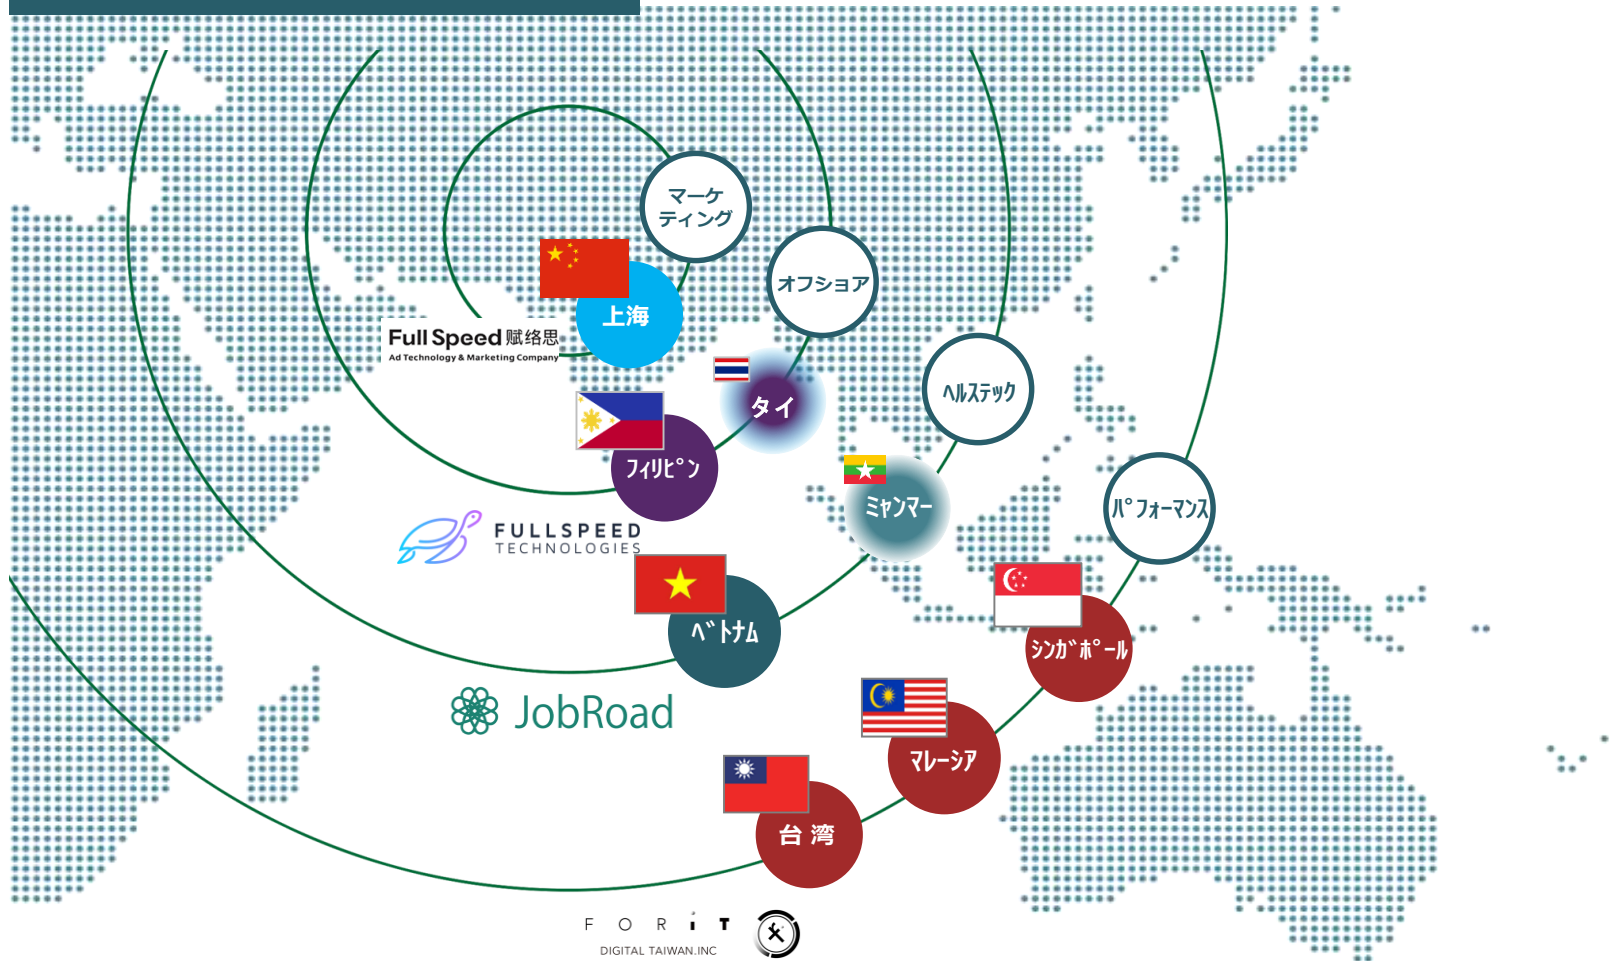 マーケ
ティング
オフショア
上海
Full Speed 赋络思
Ad Technology & Marketing Company
ヘルステック
タイ
フィリピン
ミャンマー
パフォーマンス
FULLSPEED
TECHNOLOGIES
ベトナム
シンガポール
JobRoad
マレーシア
台湾
FORiT
DIGITAL TAIWAN.INC